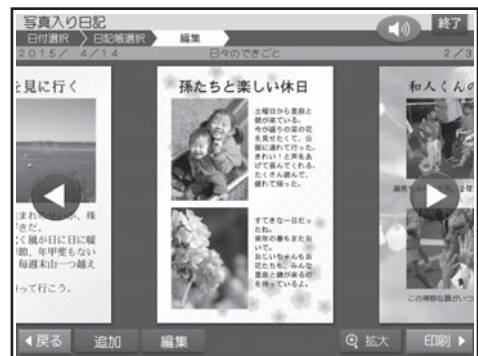 写真入り日記
終了
日付選択
日記帳選択
編集
2015/ 4/14
日々のできごと
2/3
を見に行く
孫たちと楽しい休日
土曜日から里奈と
健が来ている。
今が盛りの菜の花
を見せたくて、公
園に連れて行った。
きれい!と声をあ
げて喜んでくれる。
たくさん遊んで、
疲れて帰った。
すてきな一日だっ
たね。
来年の春もまたお
いで。
おじいちゃんもお
花たちも、みんな
里奈と健が来るの
を待っているよ。
和人くんの
く風が日に日に暖
節、年甲斐もない
毎週末山一つ越え
って行こう。
この神妙な顔がいつ
戻る
追加
編集
拡大
印刷